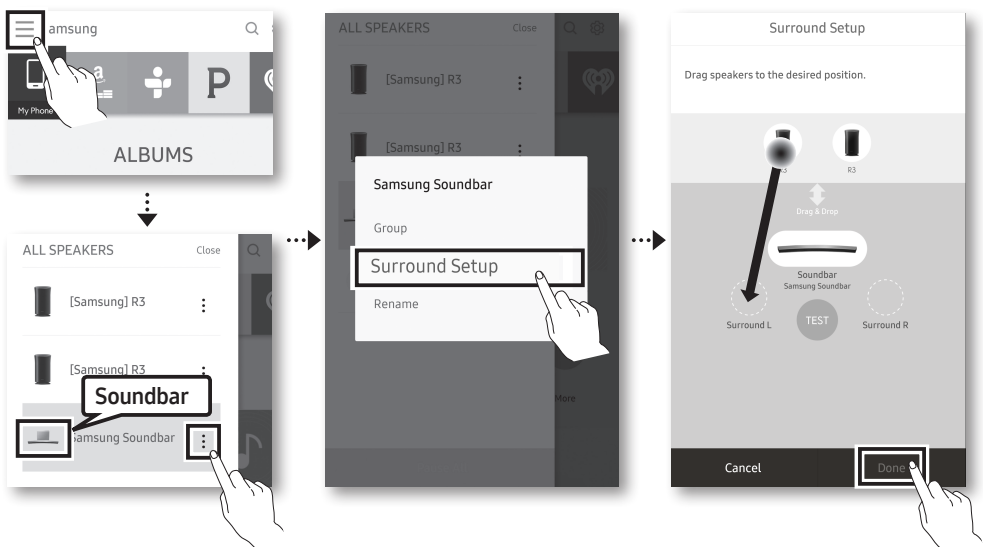 amsung
a
P
My Phone
ALBUMS
ALL SPEAKERS
Close
[Samsung] R3
[Samsung] R3
Soundbar
Samsung Soundbar
ALL SPEAKERS
Close
[Samsung] R3
[Samsung] R3
Samsung Soundbar
Group
Surround Setup
Rename
More
Surround Setup
Drag speakers to the desired position.
R3
R3
Drag & Drop
Soundbar
Samsung Soundbar
Surround L
TEST
Surround R
Cancel
Done